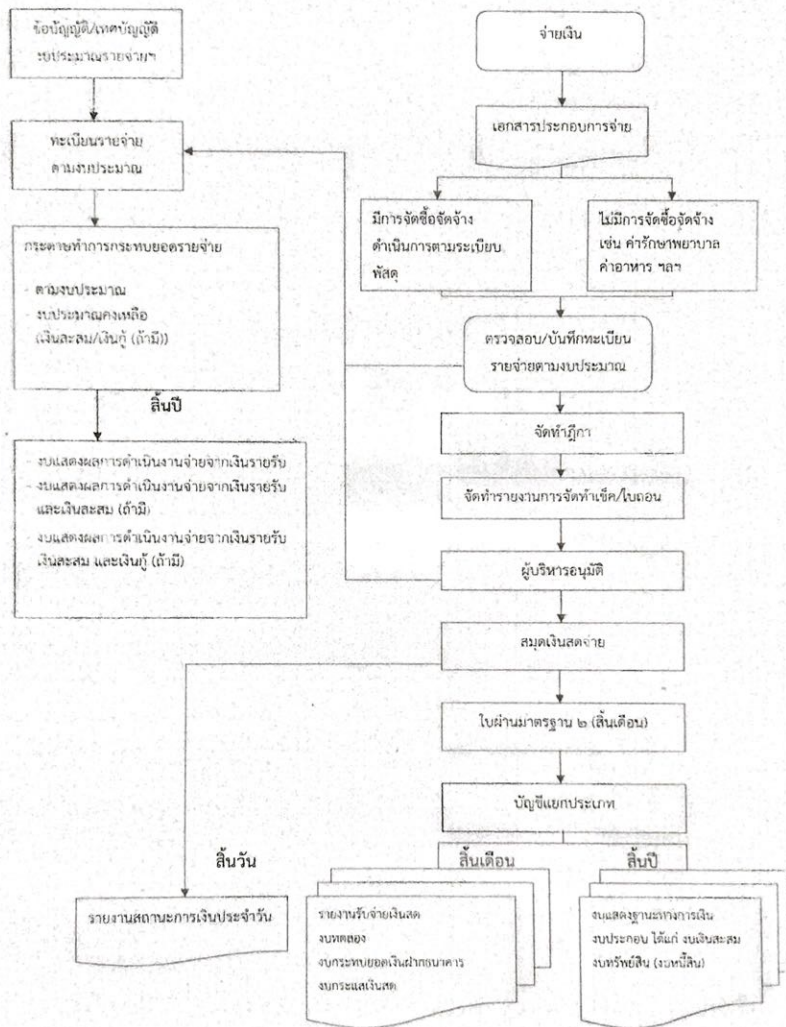 ข้อบัญญัติ/เทศบัญญัติ
งบประมาณรายจ่ายฯ
ทะเบียนรายจ่าย
ตามงบประมาณ
กระดาษทำการกระทบยอดรายจ่าย
- ตามงบประมาณ
- งบประมาณคงเหลือ
(เงินสะสม/เงินกู้ (ถ้ามี))
สิ้นปี
- งบแสดงผลการดำเนินงานจ่ายจากเงินรายรับ
- งบแสดงผลการดำเนินงานจ่ายจากเงินรายรับ
และเงินสะสม (ถ้ามี)
- งบแสดงผลการดำเนินงานจ่ายจากเงินรายรับ
เงินสะสม และเงินกู้ (ถ้ามี)
จ่ายเงิน
เอกสารประกอบการจ่าย
มีการจัดซื้อจัดจ้าง
ดำเนินการตามระเบียบ
พัสดุ
ไม่มีการจัดซื้อจัดจ้าง
เช่น ค่ารักษาพยาบาล
ค่าอาหาร ฯลฯ
ตรวจสอบ/บันทึกทะเบียน
รายจ่ายตามงบประมาณ
จัดทำฎีกา
จัดทำรายงานการจัดทำเช็ค/ใบถอน
ผู้บริหารอนุมัติ
สมุดเงินสดจ่าย
ใบผ่านมาตรฐาน ๒ (สิ้นเดือน)
บัญชีแยกประเภท
สิ้นวัน
รายงานสถานะการเงินประจำวัน
สิ้นเดือน
รายงานรับจ่ายเงินสด
งบทดลอง
งบกระทบยอดเงินฝากธนาคาร
งบกระแสเงินสด
สิ้นปี
งบแสดงฐานะทางการเงิน
งบประกอบ ได้แก่ งบเงินสะสม
งบทรัพย์สิน (งบหนี้สิน)